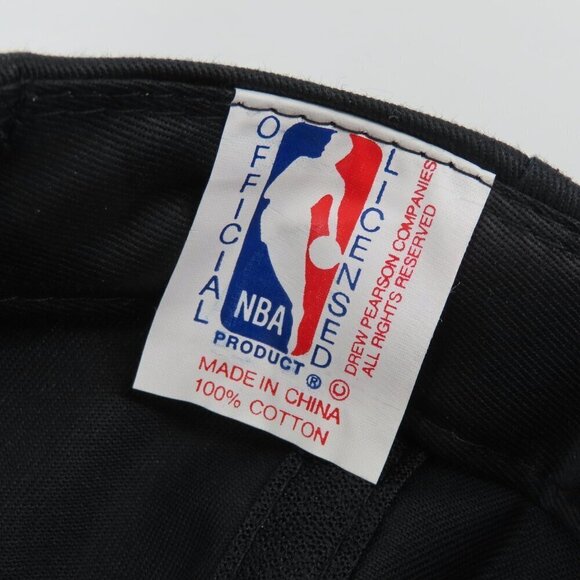 OFFICIAL
LICENSED
NBA
PRODUCT ®
MADE IN CHINA
100% COTTON
© DREW PEARSON COMPANIES
ALL RIGHTS RESERVED